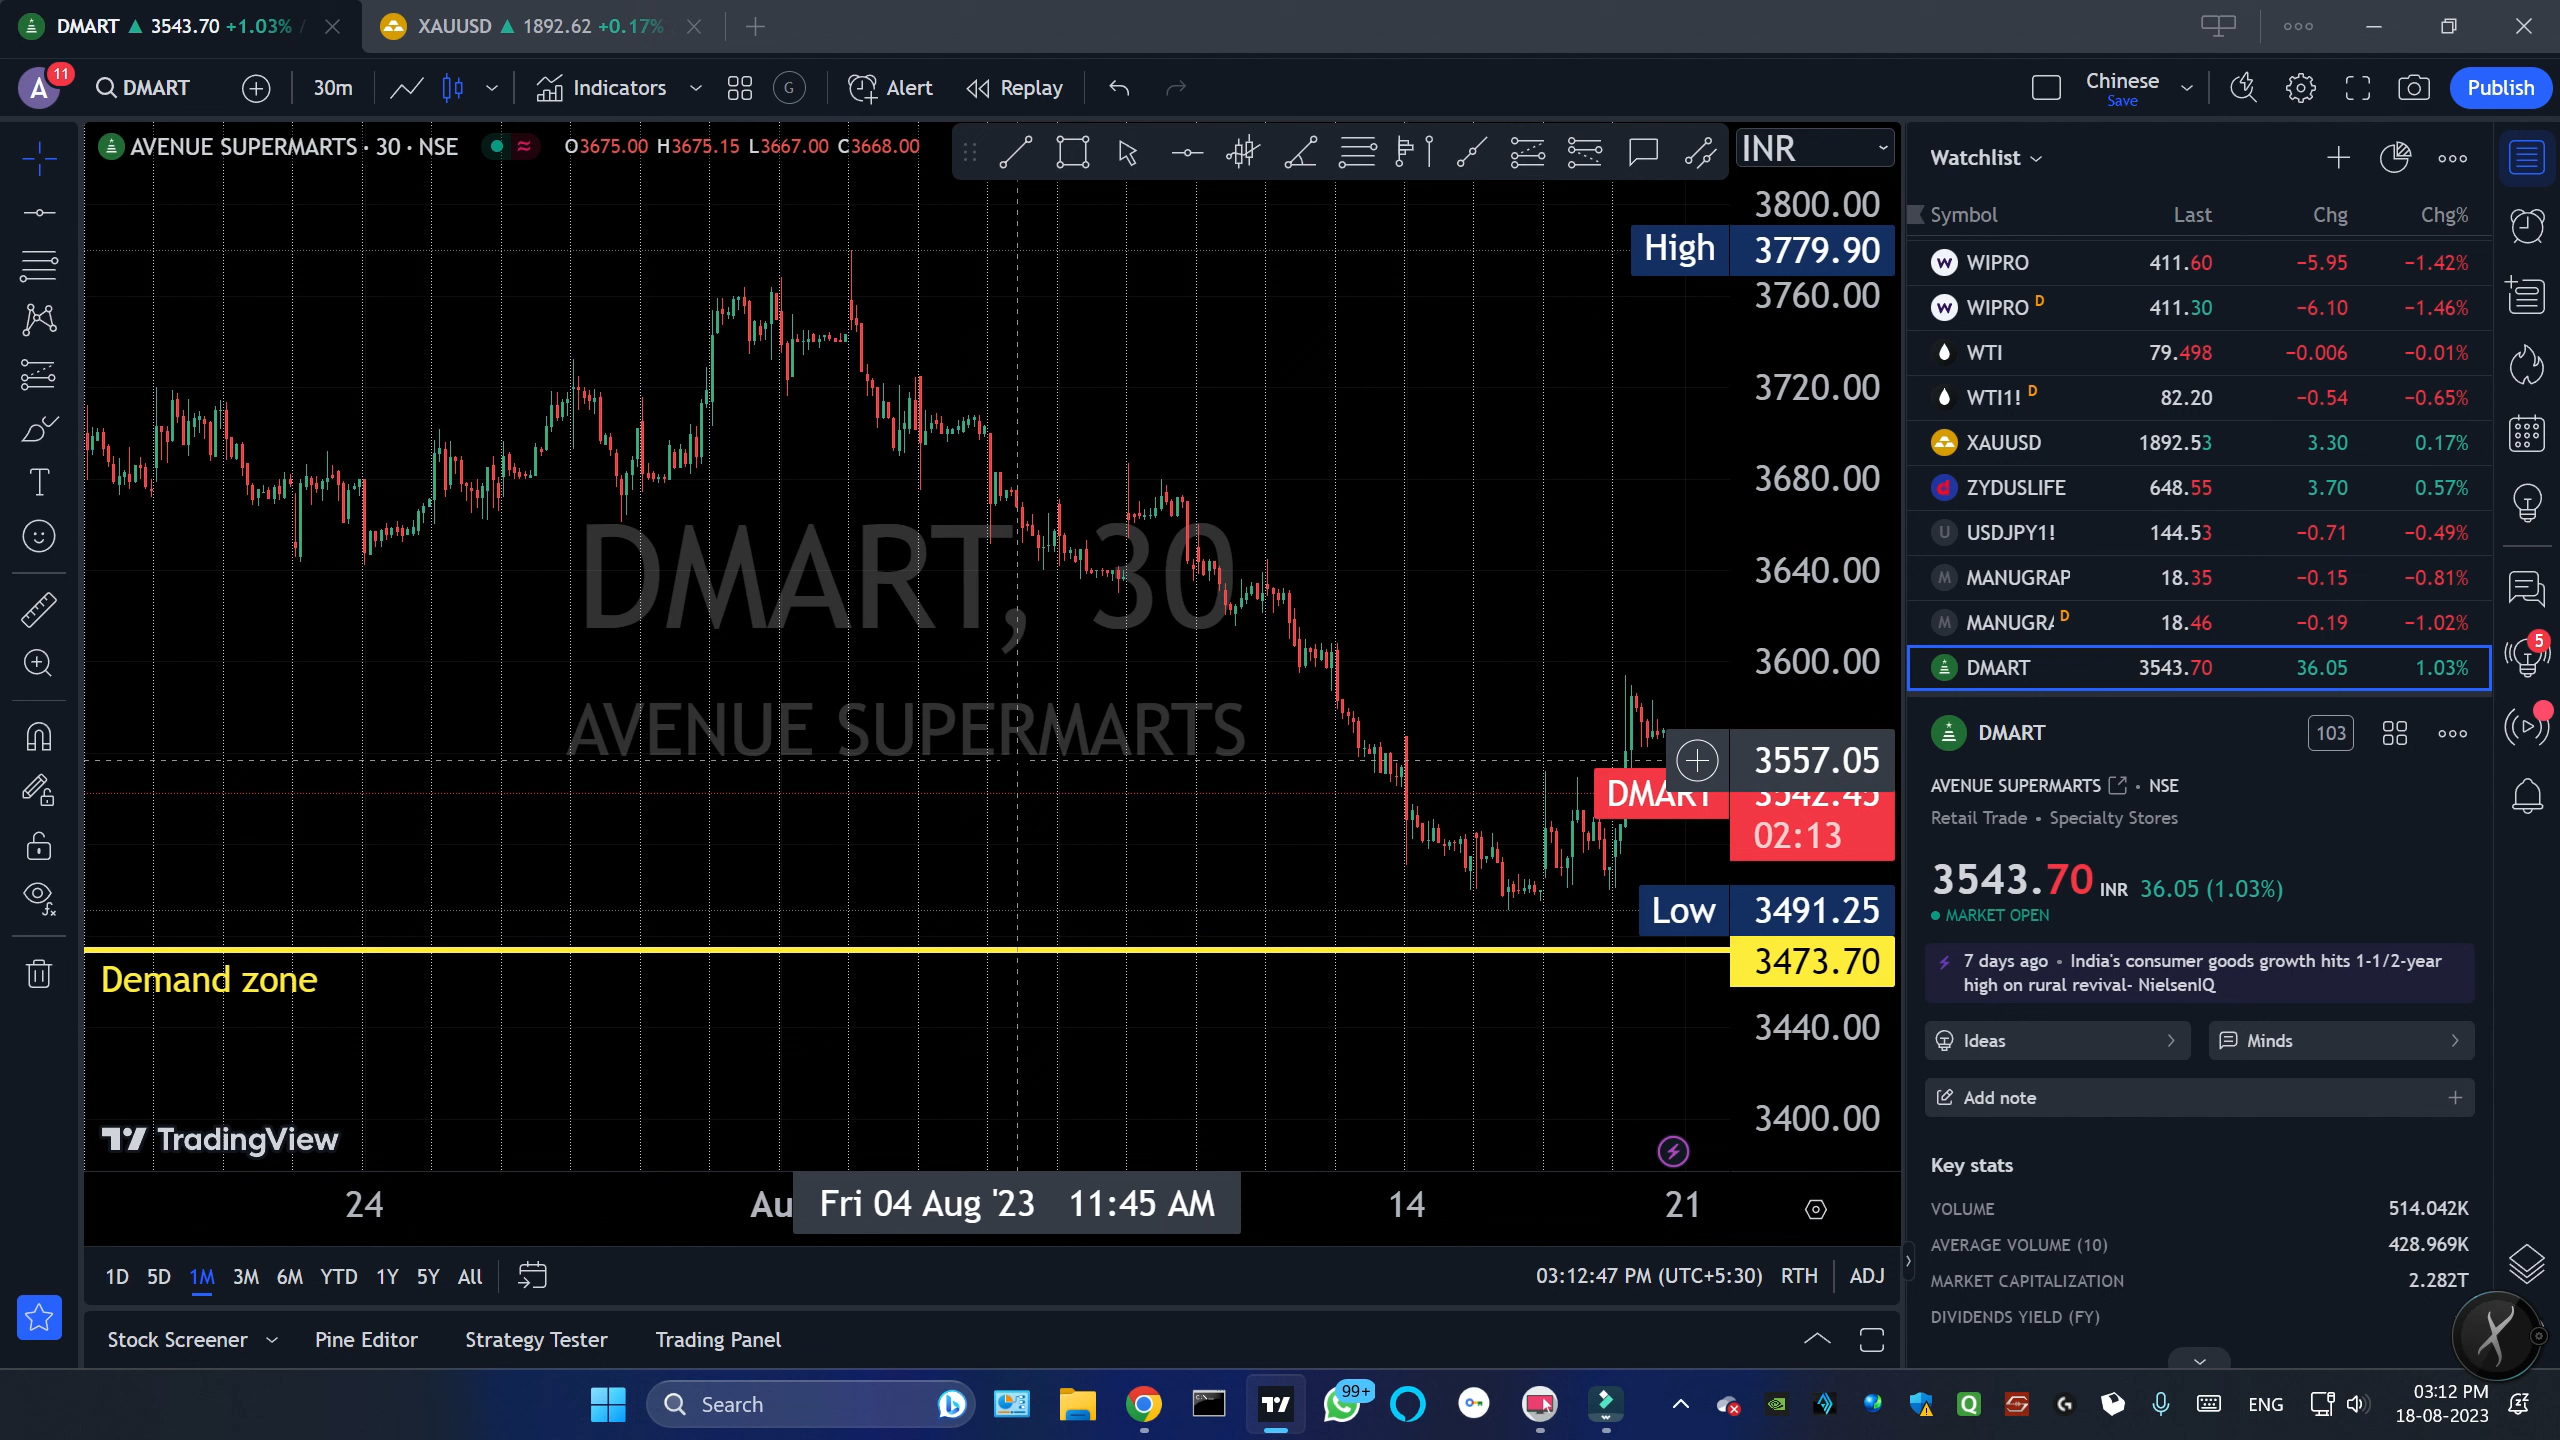 DMART 3543.70 +1.03% /
XAUUSD 1892.62 +0.17%
A 11 DMART 30m Indicators G Alert Replay Chinese Save Publish
AVENUE SUPERMARTS · 30 · NSE O3675.00 H3675.15 L3667.00 C3668.00
INR
3800.00
High 3779.90
3760.00
3720.00
3680.00
3640.00
3600.00
3557.05
DMART 3542.45
02:13
Low 3491.25
3473.70
3440.00
3400.00
DMART, 30
AVENUE SUPERMARTS
Demand zone
TradingView
24 Au Fri 04 Aug '23 11:45 AM 14 21
1D 5D 1M 3M 6M YTD 1Y 5Y All 03:12:47 PM (UTC+5:30) RTH ADJ
Stock Screener Pine Editor Strategy Tester Trading Panel
Watchlist
Symbol Last Chg Chg%
WIPRO 411.60 −5.95 −1.42%
WIPRO D 411.30 −6.10 −1.46%
WTI 79.498 −0.006 −0.01%
WTI1! D 82.20 −0.54 −0.65%
XAUUSD 1892.53 3.30 0.17%
ZYDUSLIFE 648.55 3.70 0.57%
U USDJPY1! 144.53 −0.71 −0.49%
M MANUGRAP 18.35 −0.15 −0.81%
M MANUGRA D 18.46 −0.19 −1.02%
DMART 3543.70 36.05 1.03%
DMART 103
AVENUE SUPERMARTS • NSE
Retail Trade • Specialty Stores
3543.70 INR 36.05 (1.03%)
MARKET OPEN
7 days ago • India's consumer goods growth hits 1-1/2-year
high on rural revival- NielsenIQ
Ideas Minds
Add note
Key stats
VOLUME 514.042K
AVERAGE VOLUME (10) 428.969K
MARKET CAPITALIZATION 2.282T
DIVIDENDS YIELD (FY)
5
Search 99+ ENG 03:12 PM
18-08-2023